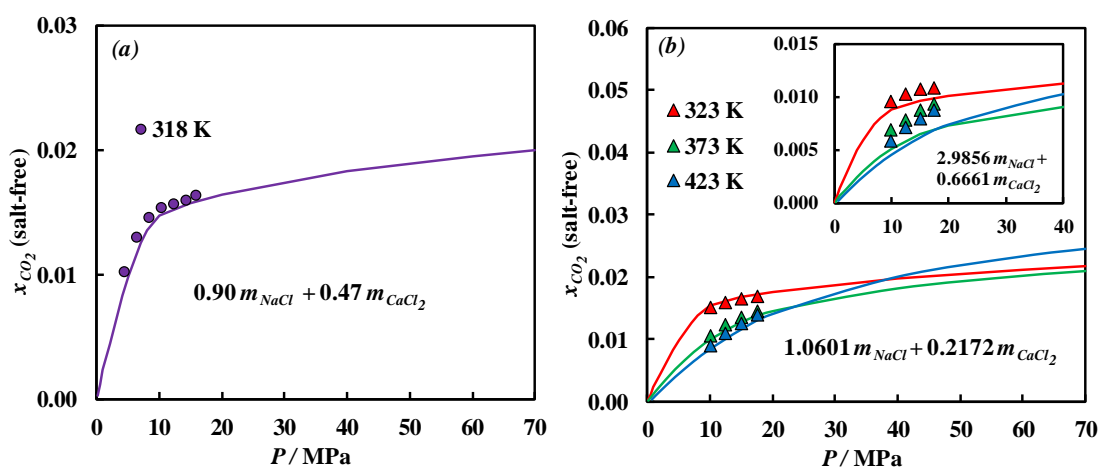 (a)
0.03
0.02
0.01
0.00
x_CO2 (salt-free)
318 K
0.90 m_NaCl + 0.47 m_CaCl2
0 10 20 30 40 50 60 70
P / MPa
(b)
0.06
0.05
0.04
0.03
0.02
0.01
0.00
x_CO2 (salt-free)
323 K
373 K
423 K
0.015
0.010
0.005
0.000
2.9856 m_NaCl +
0.6661 m_CaCl2
0 10 20 30 40
1.0601 m_NaCl + 0.2172 m_CaCl2
0 10 20 30 40 50 60 70
P / MPa